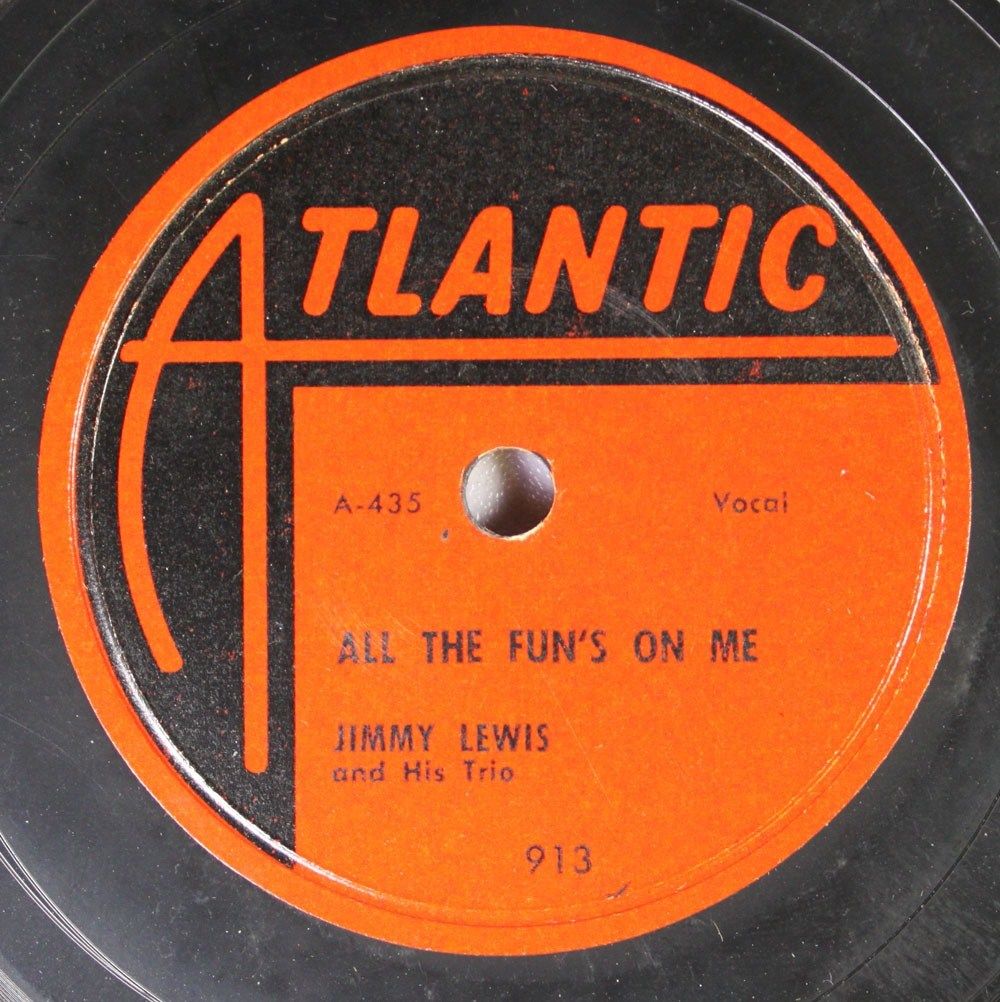 ATLANTIC
A-435 Vocal
ALL THE FUN'S ON ME
JIMMY LEWIS
and His Trio
913